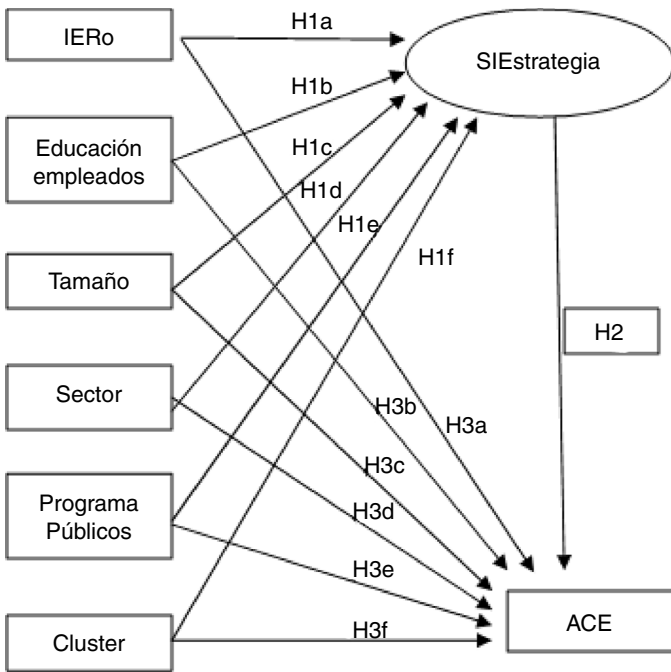 IERo
H1a
SIEstrategia
H1b
Educación
empleados
H1c
H1d
H1e
H1f
Tamaño
H2
Sector
H3b
H3a
H3c
H3d
Programa
Públicos
H3e
Cluster
H3f
ACE